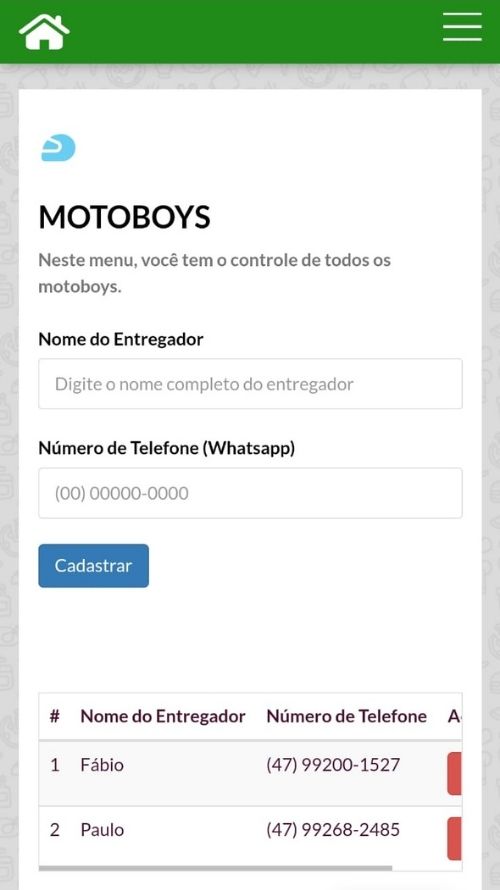 MOTOBOYS
Neste menu, você tem o controle de todos os
motoboys.
Nome do Entregador
Digite o nome completo do entregador
Número de Telefone (Whatsapp)
(00) 00000-0000
Cadastrar
# Nome do Entregador Número de Telefone
1 Fábio (47) 99200-1527
2 Paulo (47) 99268-2485